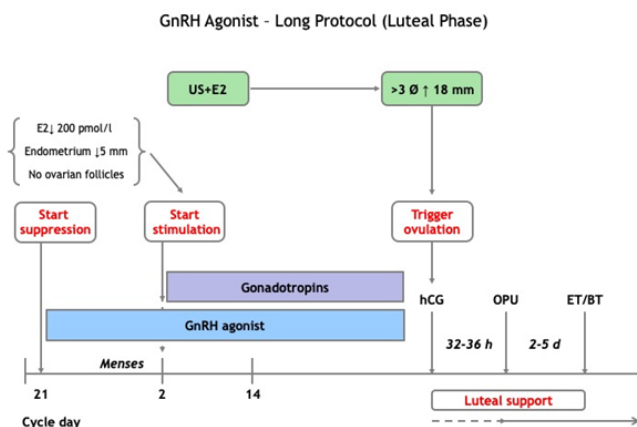 GnRH Agonist - Long Protocol (Luteal Phase)
US+E2
>3 Ø ↑ 18 mm
E2↓ 200 pmol/l
Endometrium ↓5 mm
No ovarian follicles
Start
suppression
Start
stimulation
Trigger
ovulation
Gonadotropins
GnRH agonist
hCG
OPU
ET/BT
32-36 h
2-5 d
Menses
21
2
14
Luteal support
Cycle day